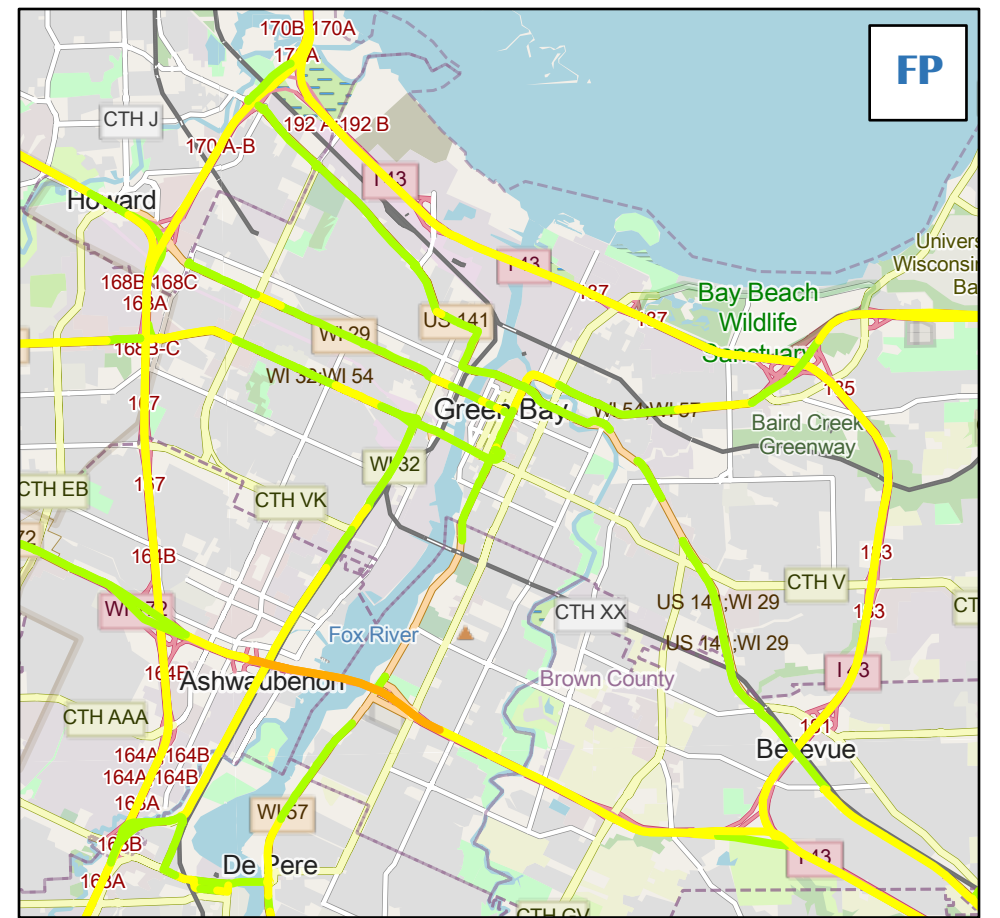 170B 170A
FP
CTH J
192 A;192 B
170 A-B
I 43
Howard
Univers
Wisconsin
Ba
I 43
168B 168C
168A
187
187
Bay Beach
Wildlife
Sanctuary
US 141
WI 29
168B-C
WI 32;WI 54
185
167
Green Bay
WI 54;WI 57
Baird Creek
Greenway
WI 32
CTH EB
167
CTH VK
72
164B
183
CTH V
CT
WI 172
US 141;WI 29
183
CTH XX
Fox River
US 141;WI 29
164B
Ashwaubenon
Brown County
I 43
CTH AAA
181
Bellevue
164A;164B
164A;164B
163A
WI 57
163B
De Pere
I 43
163A
CTH GV